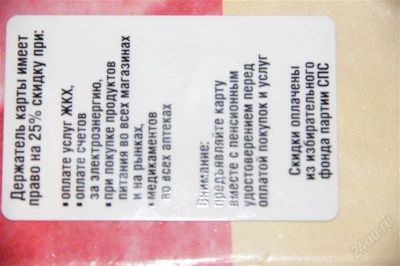 Держатель карты имеет
право на 25% скидку при:
• оплате услуг ЖКХ,
• оплате счетов
за электроэнергию,
• при покупке продуктов
питания во всех магазинах
и на рынках,
• медикаментов
во всех аптеках
Внимание:
предъявляйте карту
вместе с пенсионным
удостоверением перед
оплатой покупок и услуг
Скидки оплачены
из избирательного
фонда партии СПС
24au.ru